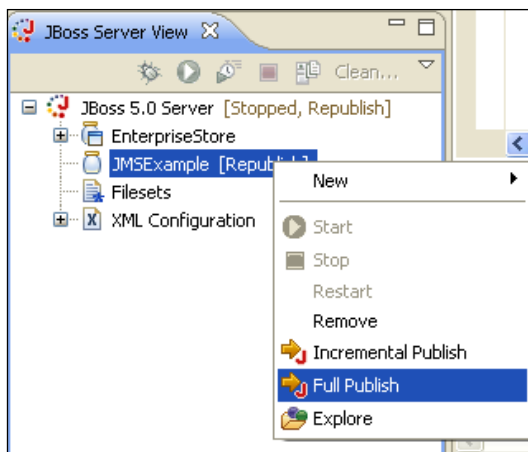 JBoss Server View
Clean...
JBoss 5.0 Server [Stopped, Republish]
EnterpriseStore
JMSExample
Filesets
XML Configuration
New
Start
Stop
Restart
Remove
Incremental Publish
Full Publish
Explore